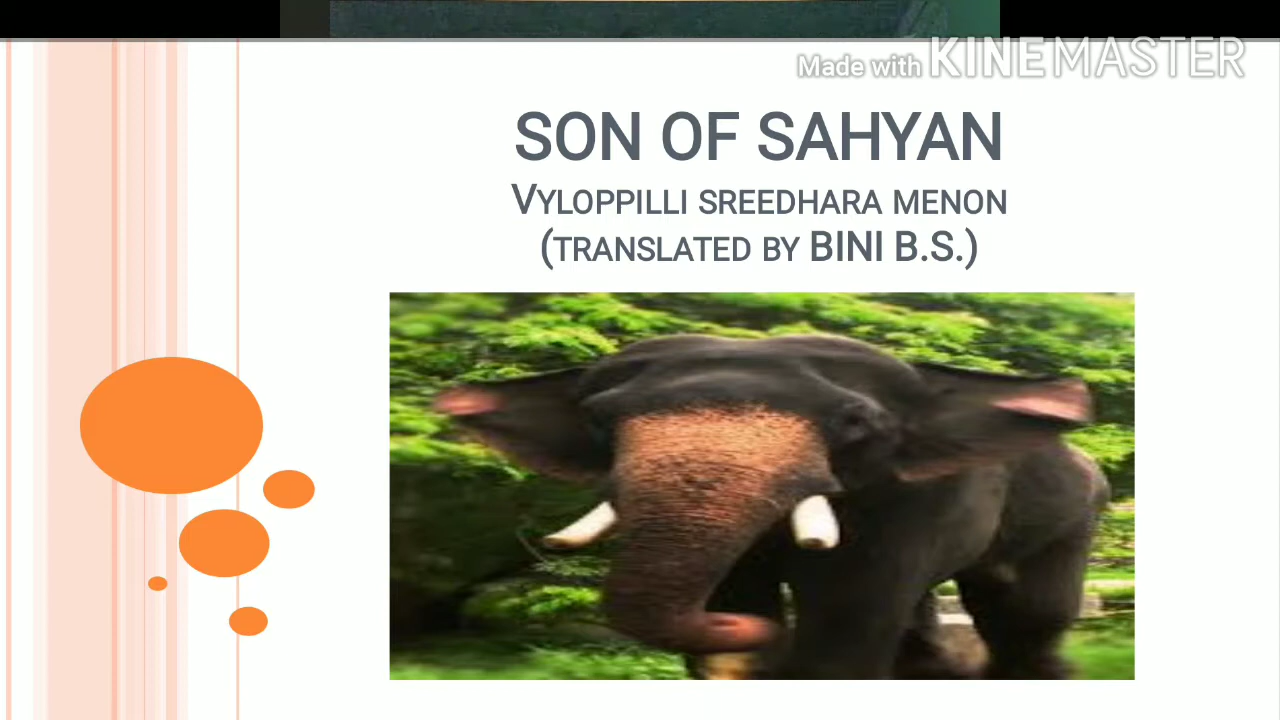 Made with KINEMASTER
SON OF SAHYAN
VYLOPPILLI SREEDHARA MENON
(TRANSLATED BY BINI B.S.)